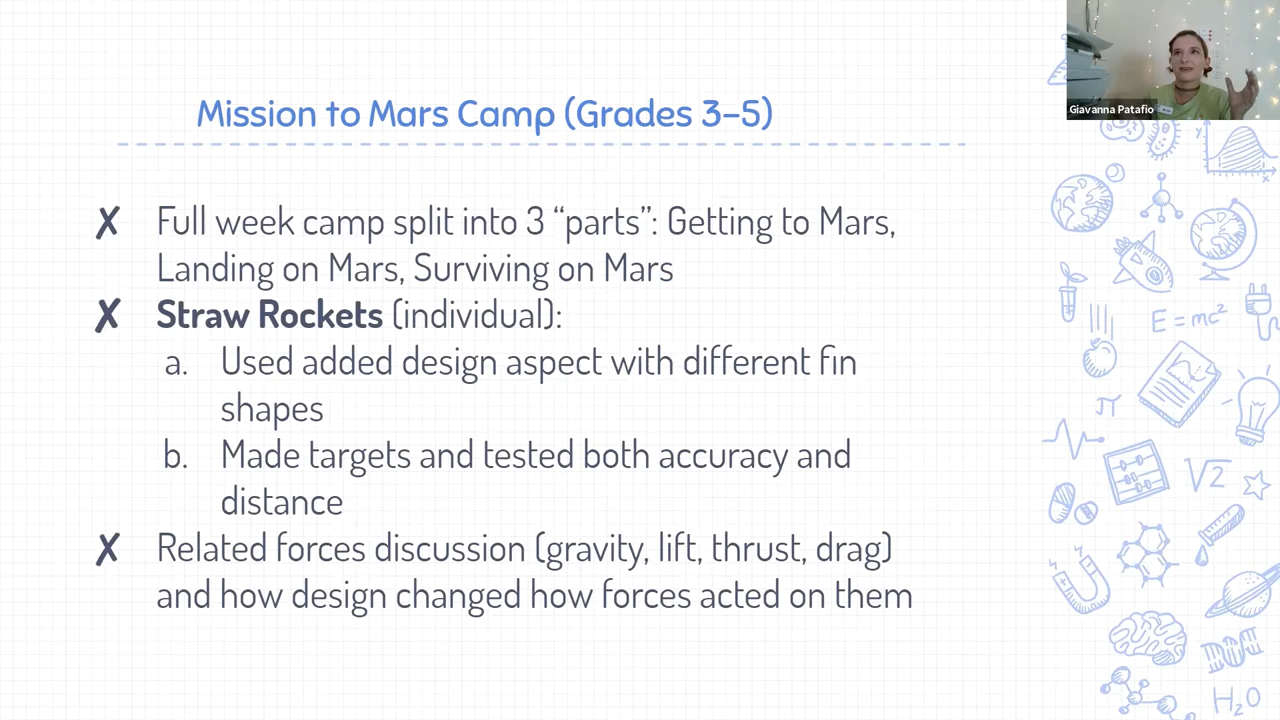 Mission to Mars Camp (Grades 3–5)
✗ Full week camp split into 3 “parts”: Getting to Mars,
Landing on Mars, Surviving on Mars
✗ Straw Rockets (individual):
a. Used added design aspect with different fin
shapes
b. Made targets and tested both accuracy and
distance
✗ Related forces discussion (gravity, lift, thrust, drag)
and how design changed how forces acted on them
Giavanna Patafio
y
x
E=mc²
π
√2
H₂O